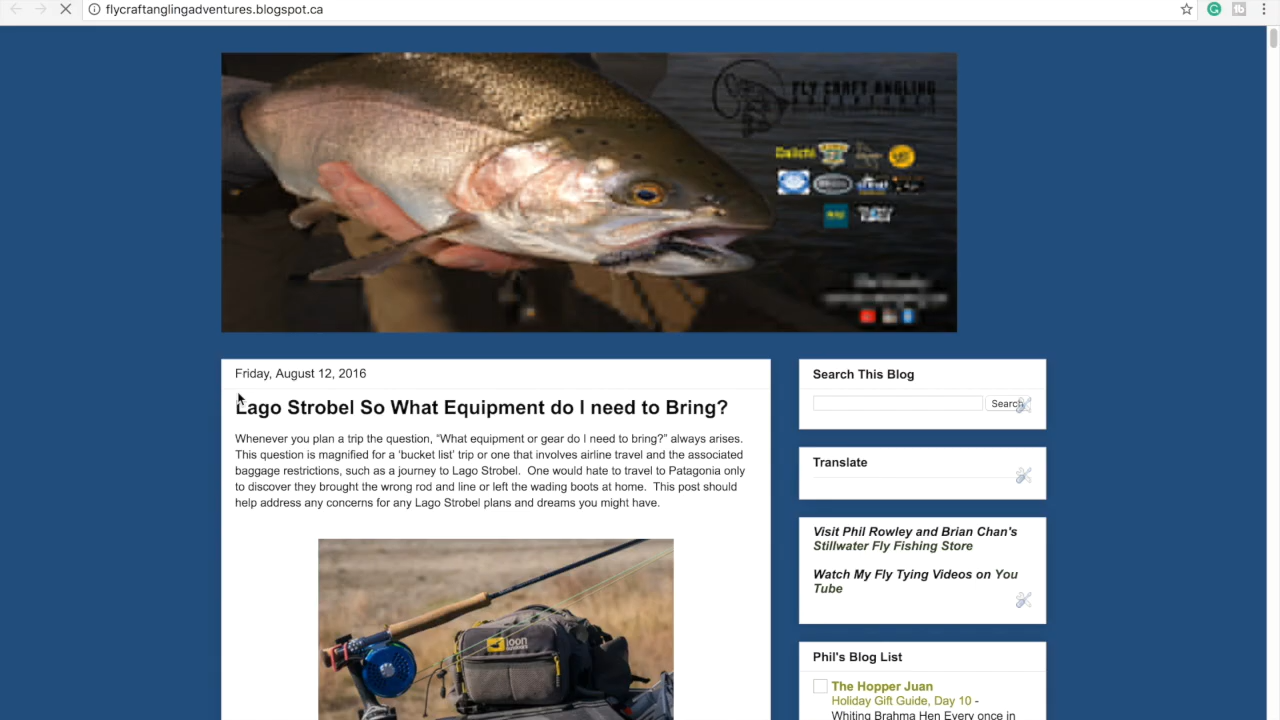 flycraftanglingadventures.blogspot.ca
FLY CRAFT ANGLING
Friday, August 12, 2016
Lago Strobel So What Equipment do I need to Bring?
Whenever you plan a trip the question, “What equipment or gear do I need to bring?” always arises.
This question is magnified for a ‘bucket list’ trip or one that involves airline travel and the associated
baggage restrictions, such as a journey to Lago Strobel.  One would hate to travel to Patagonia only
to discover they brought the wrong rod and line or left the wading boots at home.  This post should
help address any concerns for any Lago Strobel plans and dreams you might have.
loon
Search This Blog
Search
Translate
Visit Phil Rowley and Brian Chan's
Stillwater Fly Fishing Store
Watch My Fly Tying Videos on You
Tube
Phil's Blog List
The Hopper Juan
Holiday Gift Guide, Day 10 -
Whiting Brahma Hen Every once in